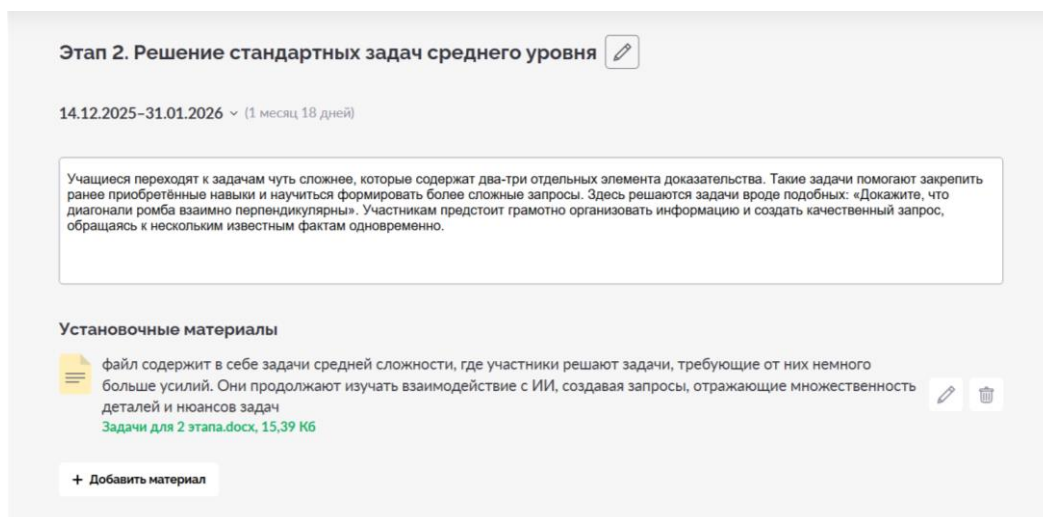 Этап 2. Решение стандартных задач среднего уровня
14.12.2025–31.01.2026 (1 месяц 18 дней)
Учащиеся переходят к задачам чуть сложнее, которые содержат два-три отдельных элемента доказательства. Такие задачи помогают закрепить
ранее приобретённые навыки и научиться формировать более сложные запросы. Здесь решаются задачи вроде подобных: «Докажите, что
диагонали ромба взаимно перпендикулярны». Участникам предстоит грамотно организовать информацию и создать качественный запрос,
обращаясь к нескольким известным фактам одновременно.
Установочные материалы
файл содержит в себе задачи средней сложности, где участники решают задачи, требующие от них немного
больше усилий. Они продолжают изучать взаимодействие с ИИ, создавая запросы, отражающие множественность
деталей и нюансов задач
Задачи для 2 этапа.docx, 15,39 Кб
+ Добавить материал